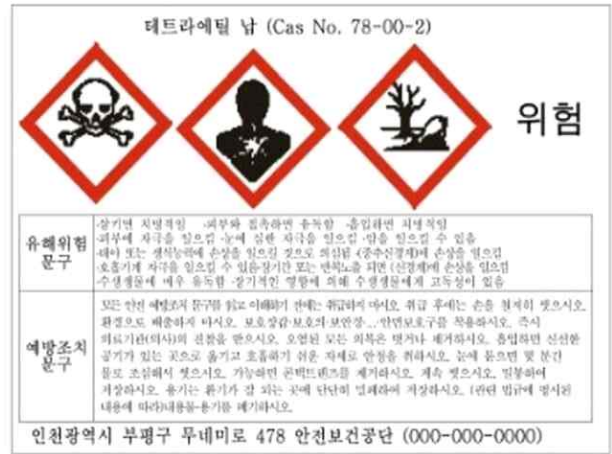 테트라에틸 납 (Cas No. 78-00-2)
위험
유해위험
문구
·삼키면 치명적임 ·피부와 접촉하면 유독함 ·흡입하면 치명적임
·피부에 자극을 일으킴 ·눈에 심한 자극을 일으킴 ·암을 일으킬 수 있음
·태아 또는 생식능력에 손상을 일으킬 것으로 의심됨 (중추신경계)에 손상을 일으킴
·호흡기계 자극을 일으킬 수 있음·장기간 또는 반복노출 되면 (신경계)에 손상을 일으킴
·수생생물에 매우 유독함 ·장기적인 영향에 의해 수생생물에게 고독성이 있음
예방조치
문구
모든 안전 예방조치 문구를 읽고 이해하기 전에는 취급하지 마시오. 취급 후에는 손을 철저히 씻으시오.
환경으로 배출하지 마시오. 보호장갑·보호의·보안경·...안면보호구를 착용하시오. 즉시
의료기관(의사)의 진찰을 받으시오. 오염된 모든 의복은 벗거나 제거하시오. 흡입하면 신선한
공기가 있는 곳으로 옮기고 호흡하기 쉬운 자세로 안정을 취하시오. 눈에 묻으면 몇 분간
물로 조심해서 씻으시오. 가능하면 콘택트렌즈를 제거하시오. 계속 씻으시오. 밀봉하여
저장하시오. 용기는 환기가 잘 되는 곳에 단단히 밀폐하여 저장하시오. (관련 법규에 명시된
내용에 따라)내용물·용기를 폐기하시오.
인천광역시 부평구 무네미로 478 안전보건공단 (000-000-0000)